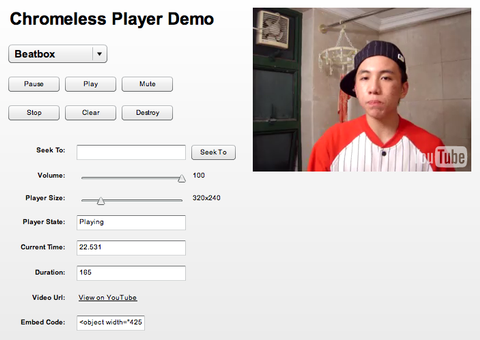 Chromeless Player Demo
Beatbox
Pause Play Mute
Stop Clear Destroy
Seek To: Seek To
Volume: 100
Player Size: 320x240
Player State: Playing
Current Time: 22.531
Duration: 165
Video Url: View on YouTube
Embed Code: <object width="425
YouTube